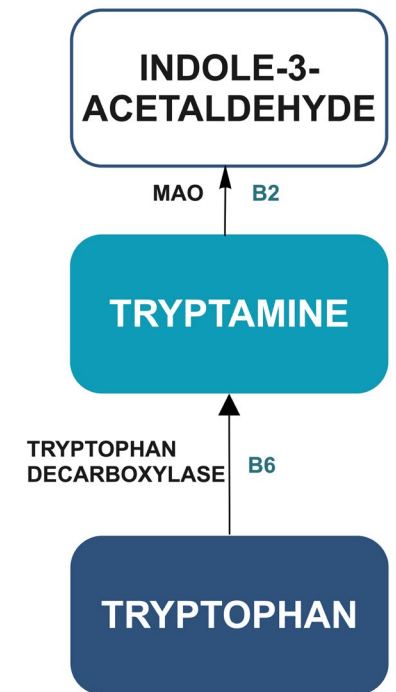 INDOLE-3-
ACETALDEHYDE
MAO B2
TRYPTAMINE
TRYPTOPHAN
DECARBOXYLASE
B6
TRYPTOPHAN